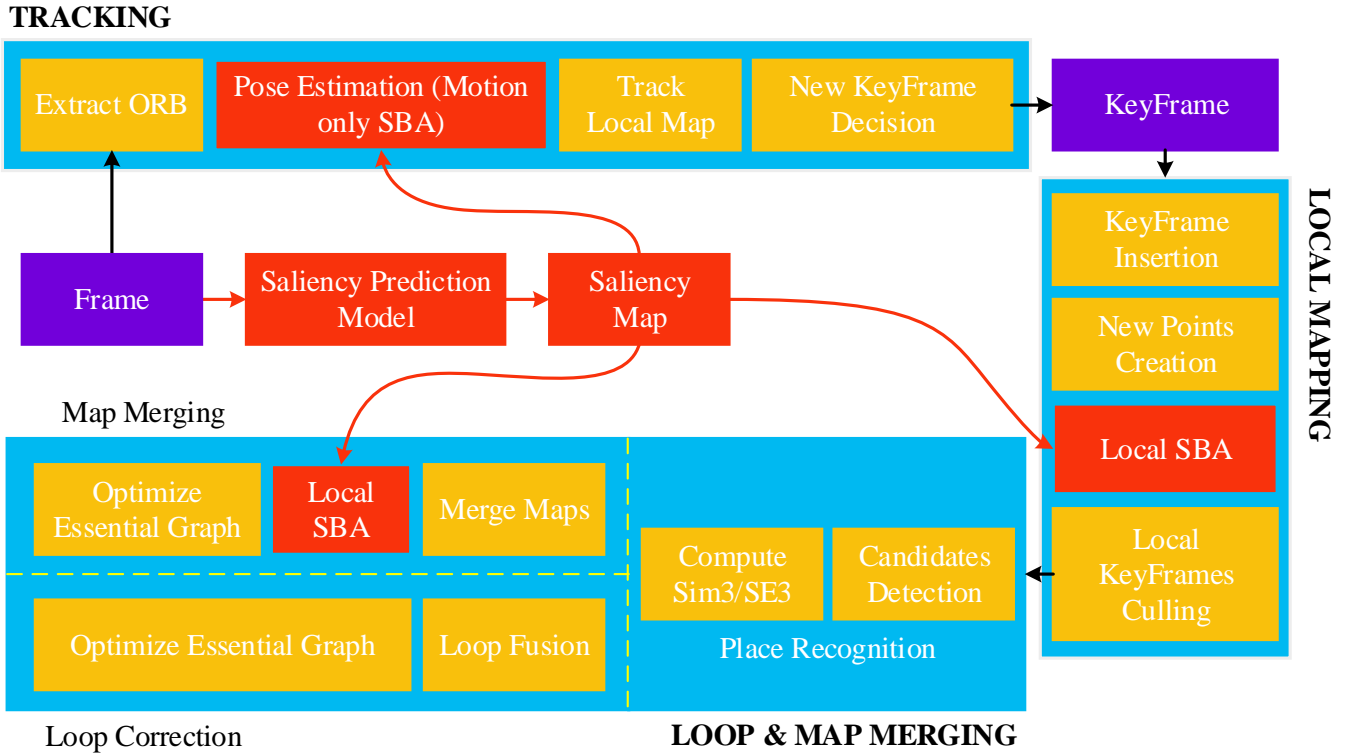 TRACKING
Extract ORB
Pose Estimation (Motion
only SBA)
Track
Local Map
New KeyFrame
Decision
KeyFrame
LOCAL MAPPING
KeyFrame
Insertion
New Points
Creation
Local SBA
Local
KeyFrames
Culling
Frame
Saliency Prediction
Model
Saliency
Map
Map Merging
Optimize
Essential Graph
Local
SBA
Merge Maps
Compute
Sim3/SE3
Candidates
Detection
Place Recognition
Optimize Essential Graph
Loop Fusion
Loop Correction
LOOP & MAP MERGING